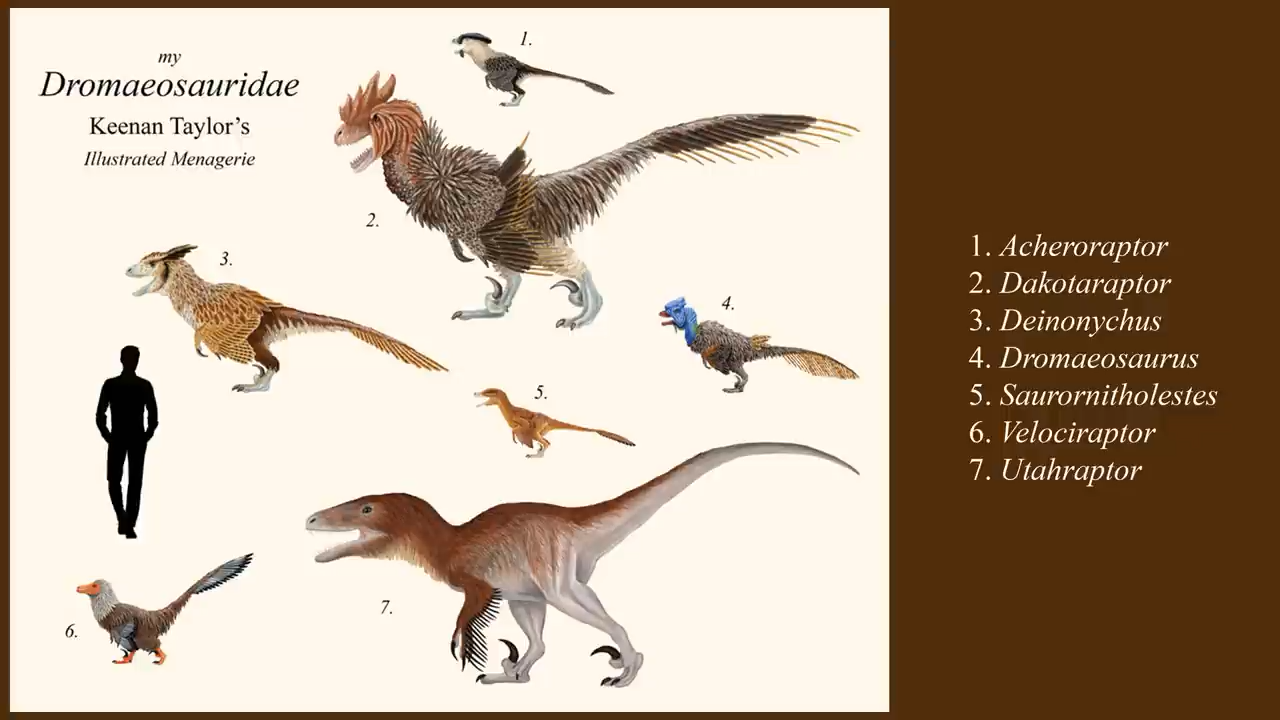 my
Dromaeosauridae
Keenan Taylor's
Illustrated Menagerie
1.
2.
3.
4.
5.
6.
7.
1. Acheroraptor
2. Dakotaraptor
3. Deinonychus
4. Dromaeosaurus
5. Saurornitholestes
6. Velociraptor
7. Utahraptor